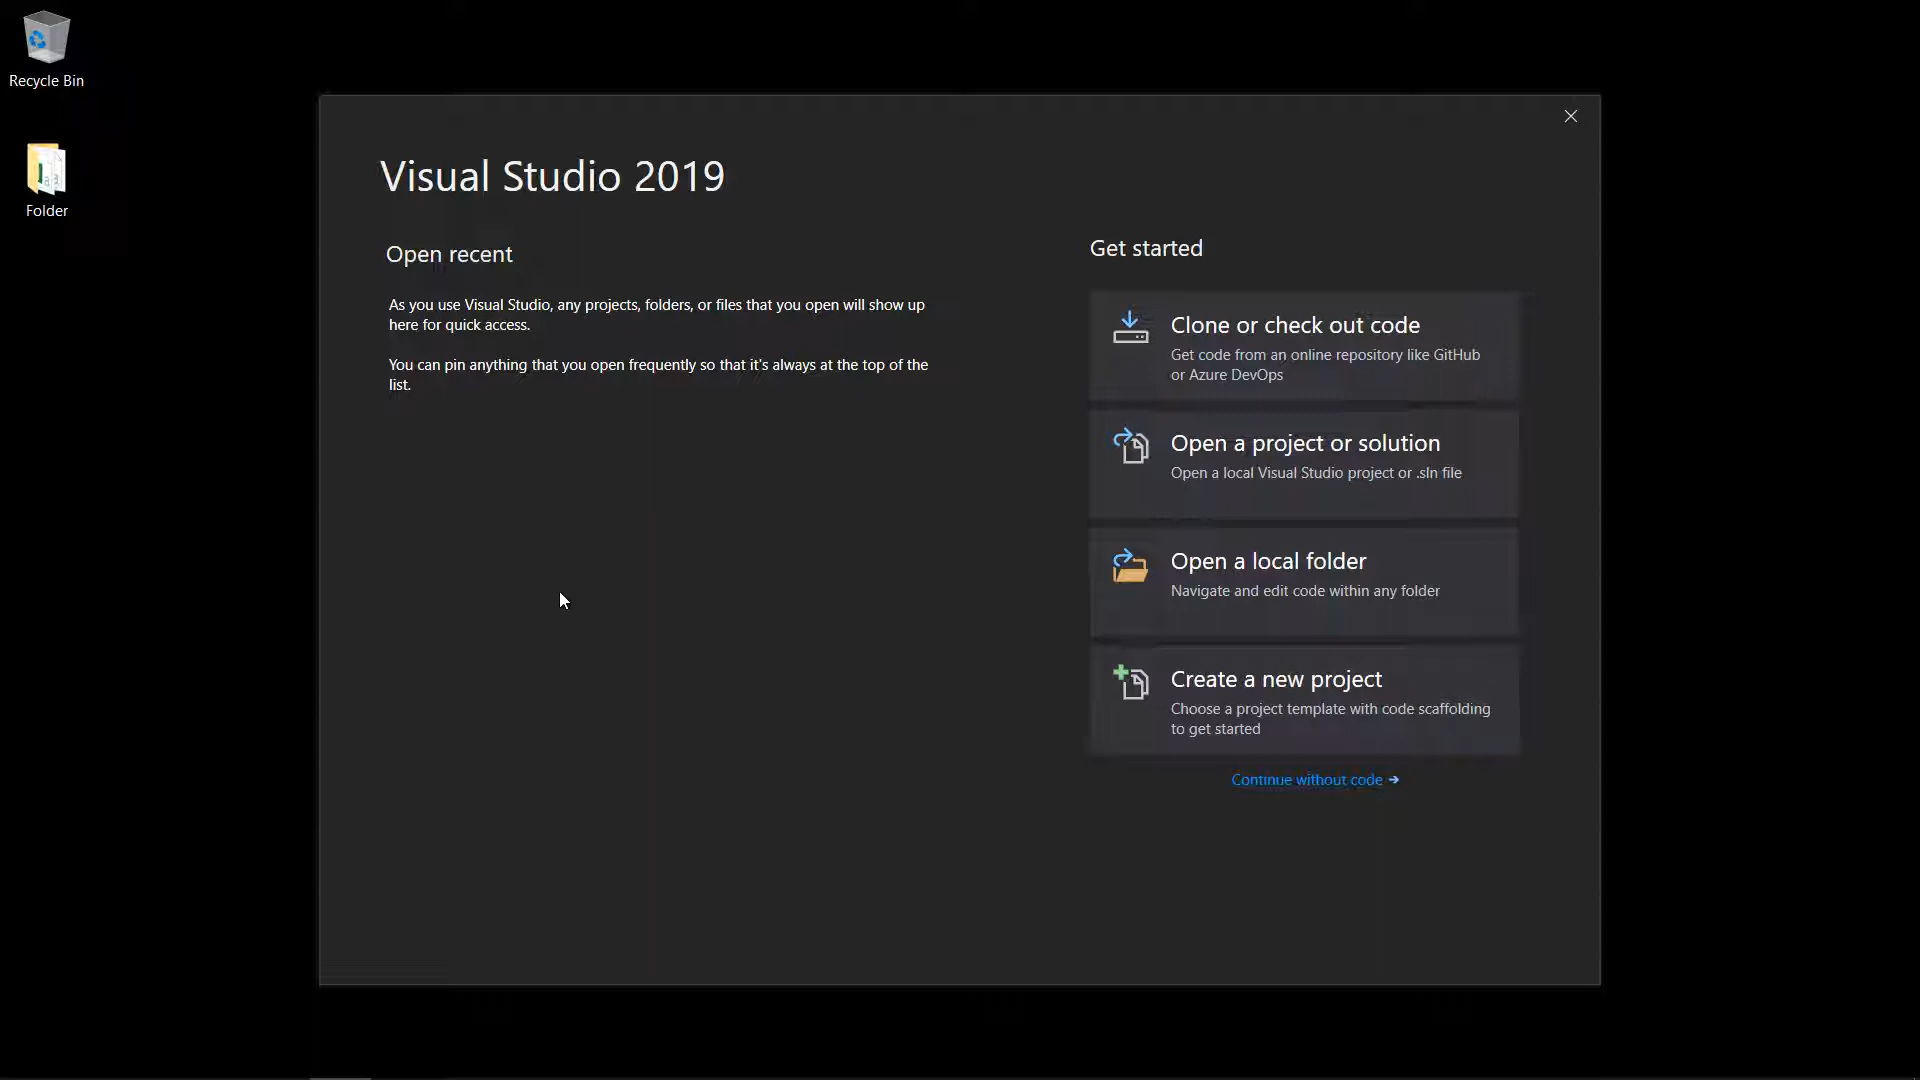 Recycle Bin
Folder
Visual Studio 2019
Open recent
As you use Visual Studio, any projects, folders, or files that you open will show up
here for quick access.
You can pin anything that you open frequently so that it's always at the top of the
list.
Get started
Clone or check out code
Get code from an online repository like GitHub
or Azure DevOps
Open a project or solution
Open a local Visual Studio project or .sln file
Open a local folder
Navigate and edit code within any folder
Create a new project
Choose a project template with code scaffolding
to get started
Continue without code →